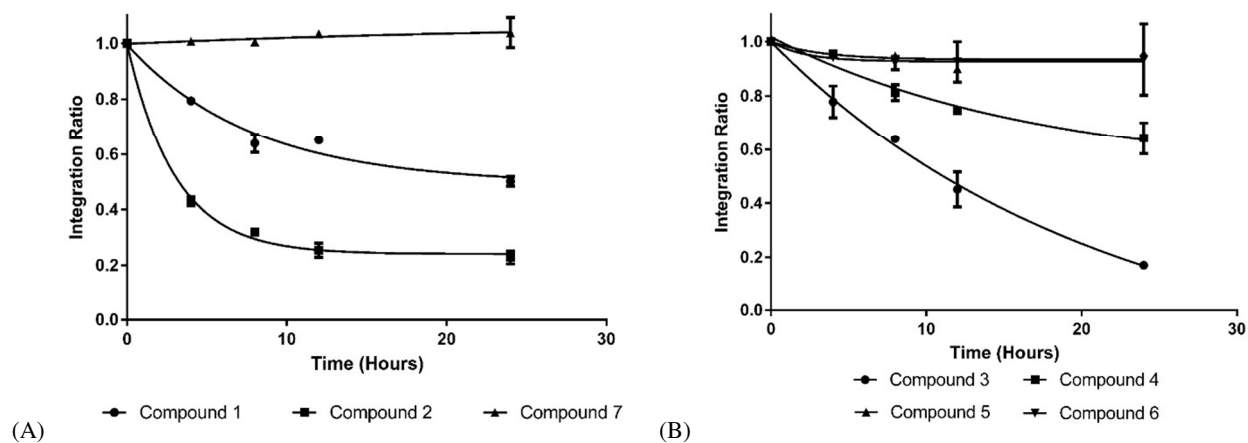 1.0
0.8
0.6
0.4
0.2
0.0
Integration Ratio
0 10 20 30
Time (Hours)
Compound 1 Compound 2 Compound 7
(A)
1.0
0.8
0.6
0.4
0.2
0.0
Integration Ratio
0 10 20 30
Time (Hours)
Compound 3 Compound 4
Compound 5 Compound 6
(B)